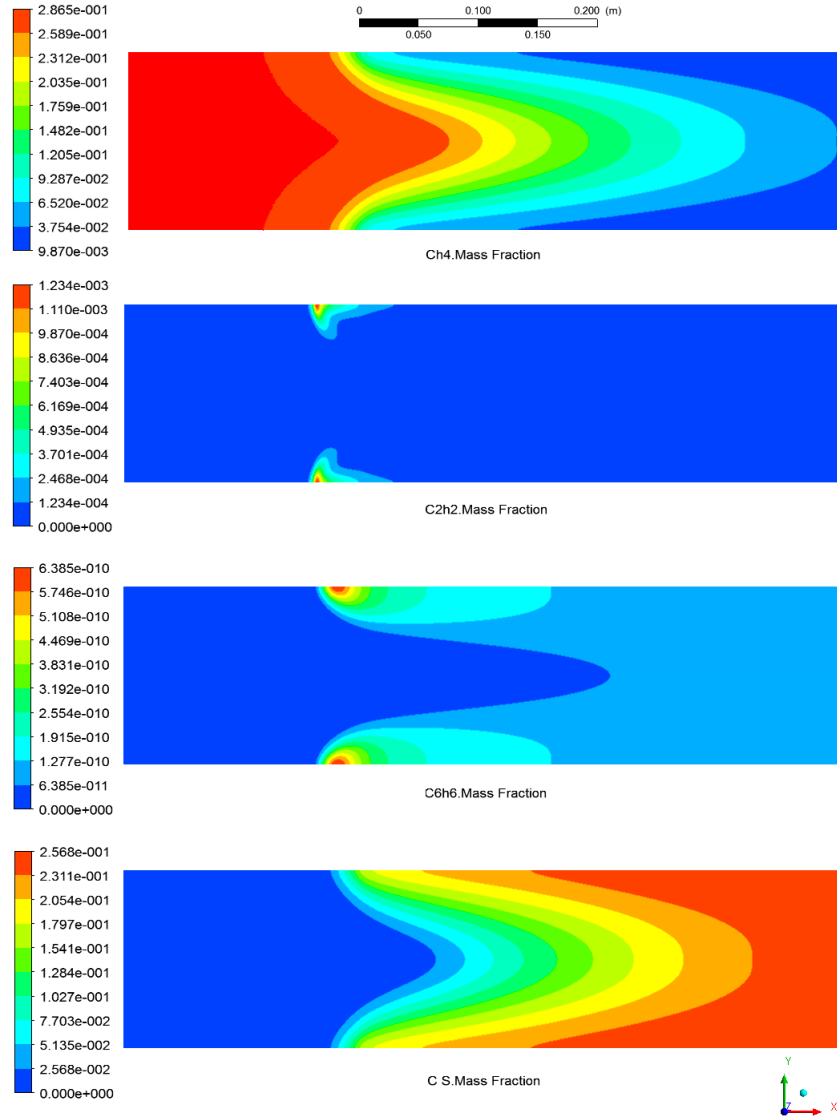 0 0.100 0.200 (m)
0.050 0.150
2.865e-001
2.589e-001
2.312e-001
2.035e-001
1.759e-001
1.482e-001
1.205e-001
9.287e-002
6.520e-002
3.754e-002
9.870e-003
Ch4.Mass Fraction
1.234e-003
1.110e-003
9.870e-004
8.636e-004
7.403e-004
6.169e-004
4.935e-004
3.701e-004
2.468e-004
1.234e-004
0.000e+000
C2h2.Mass Fraction
6.385e-010
5.746e-010
5.108e-010
4.469e-010
3.831e-010
3.192e-010
2.554e-010
1.915e-010
1.277e-010
6.385e-011
0.000e+000
C6h6.Mass Fraction
2.568e-001
2.311e-001
2.054e-001
1.797e-001
1.541e-001
1.284e-001
1.027e-001
7.703e-002
5.135e-002
2.568e-002
0.000e+000
C S.Mass Fraction
Y
Z X